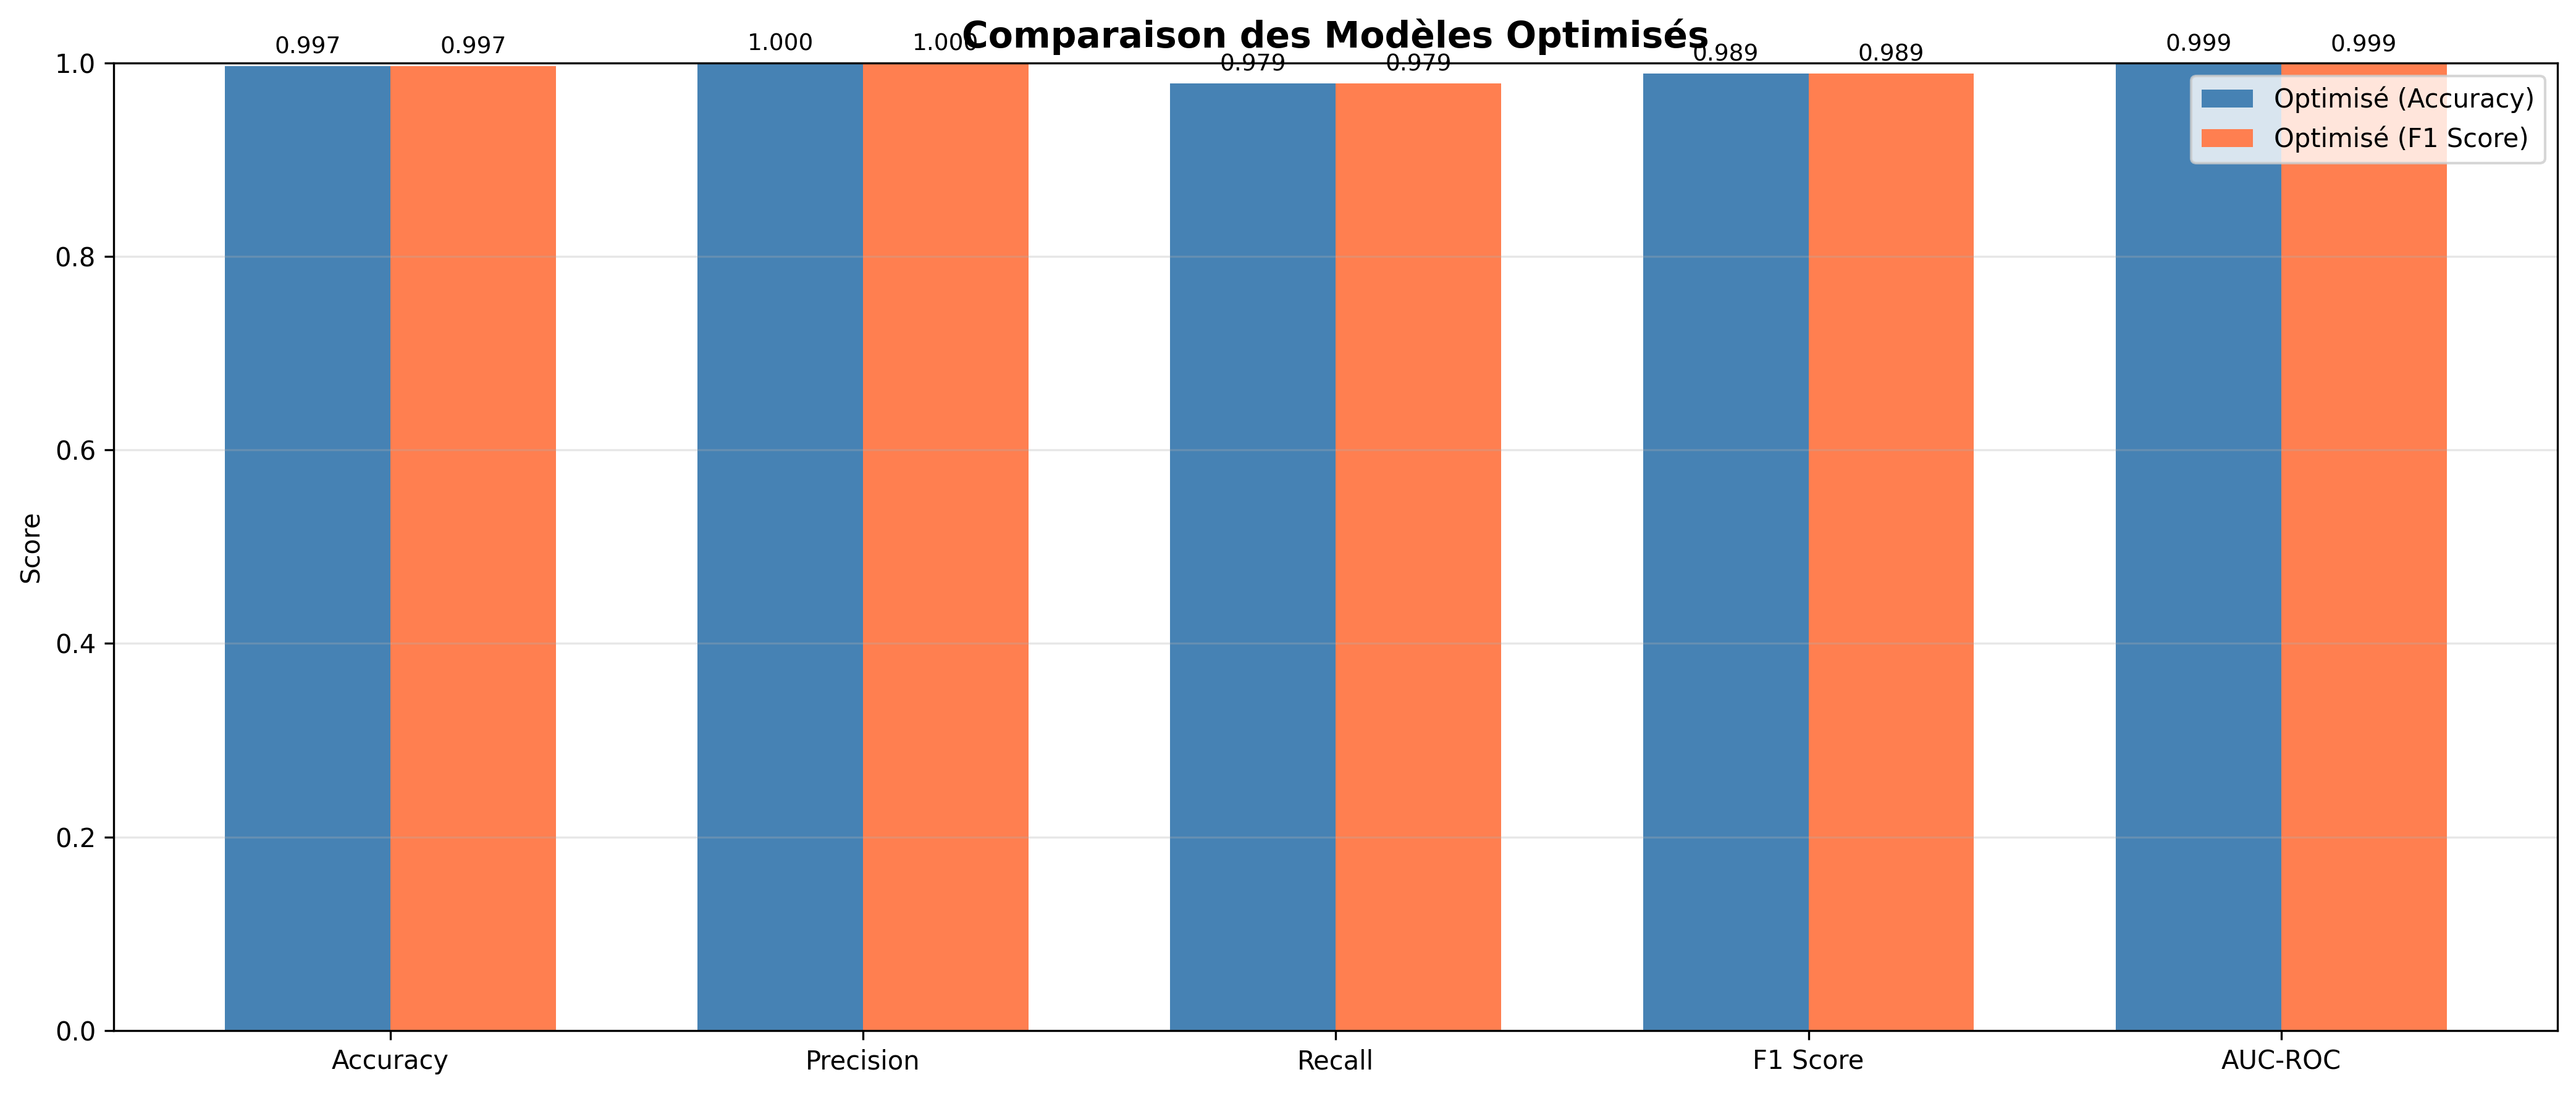 Comparaison des Modèles Optimisés
0.997 0.997 1.000 1.000 0.979 0.979 0.989 0.989 0.999 0.999
Optimisé (Accuracy)
Optimisé (F1 Score)
1.0
0.8
0.6
0.4
0.2
0.0
Score
Accuracy Precision Recall F1 Score AUC-ROC